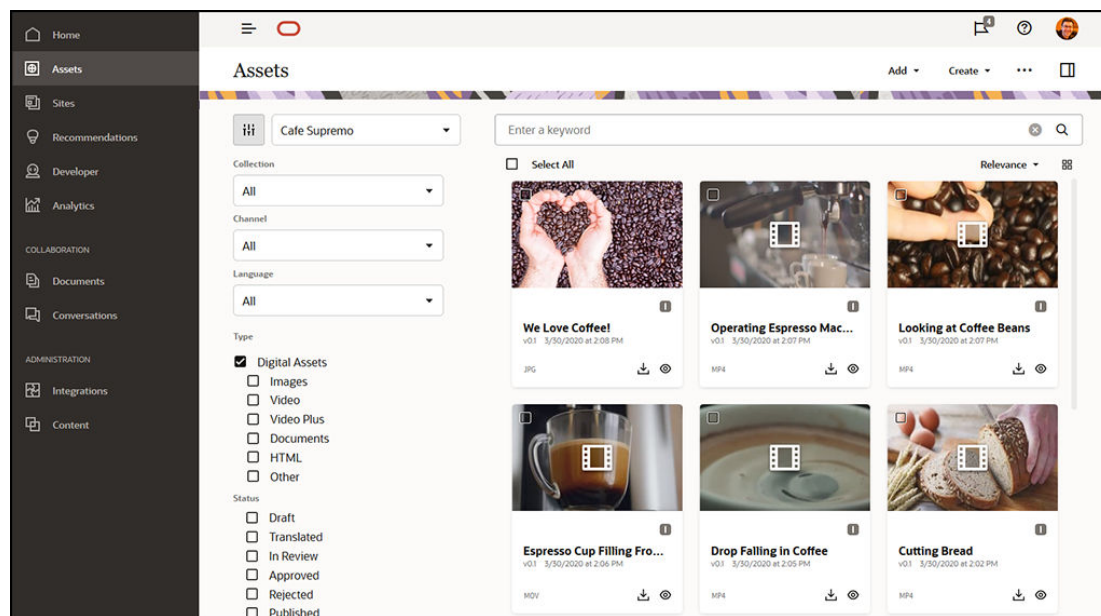 Home
Assets
Sites
Recommendations
Developer
Analytics
COLLABORATION
Documents
Conversations
ADMINISTRATION
Integrations
Content
4
Assets
Add
Create
Cafe Supremo
Enter a keyword
Collection
All
Channel
All
Language
All
Type
Digital Assets
Images
Video
Video Plus
Documents
HTML
Other
Status
Draft
Translated
In Review
Approved
Rejected
Published
Select All
Relevance
We Love Coffee!
v0.1 3/30/2020 at 2:08 PM
JPG
Operating Espresso Mac...
v0.1 3/30/2020 at 2:07 PM
MP4
Looking at Coffee Beans
v0.1 3/30/2020 at 2:07 PM
MP4
Espresso Cup Filling Fro...
v0.1 3/30/2020 at 2:06 PM
MOV
Drop Falling in Coffee
v0.1 3/30/2020 at 2:05 PM
MP4
Cutting Bread
v0.1 3/30/2020 at 2:02 PM
MP4